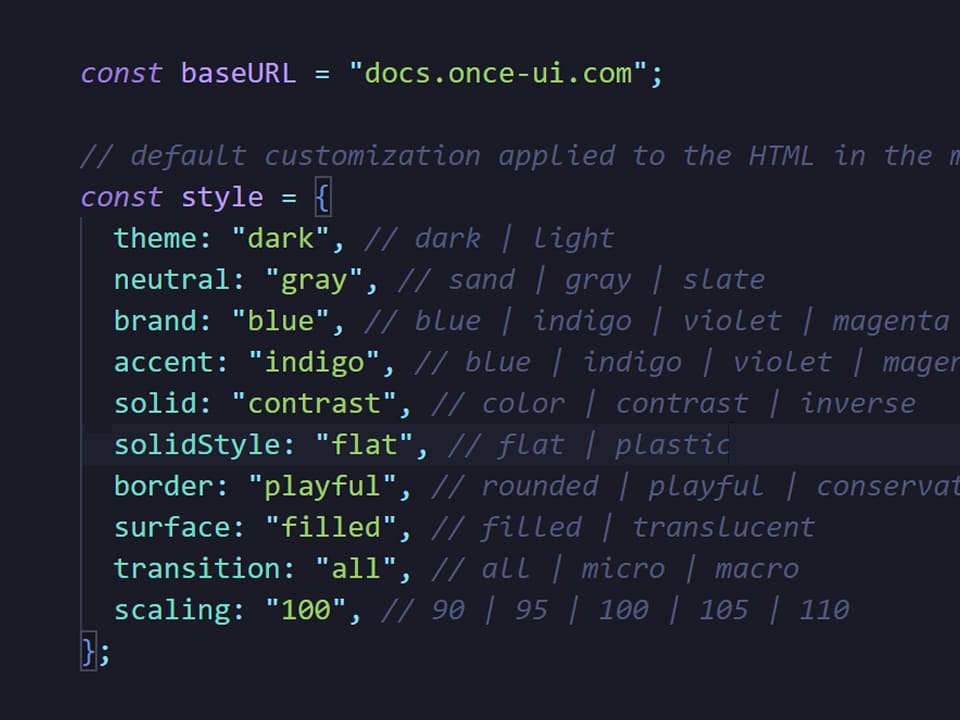 const baseURL = "docs.once-ui.com";
// default customization applied to the HTML in the
const style = {
theme: "dark", // dark | light
neutral: "gray", // sand | gray | slate
brand: "blue", // blue | indigo | violet | magenta
accent: "indigo", // blue | indigo | violet | magen
solid: "contrast", // color | contrast | inverse
solidStyle: "flat", // flat | plastic
border: "playful", // rounded | playful | conservat
surface: "filled", // filled | translucent
transition: "all", // all | micro | macro
scaling: "100", // 90 | 95 | 100 | 105 | 110
};